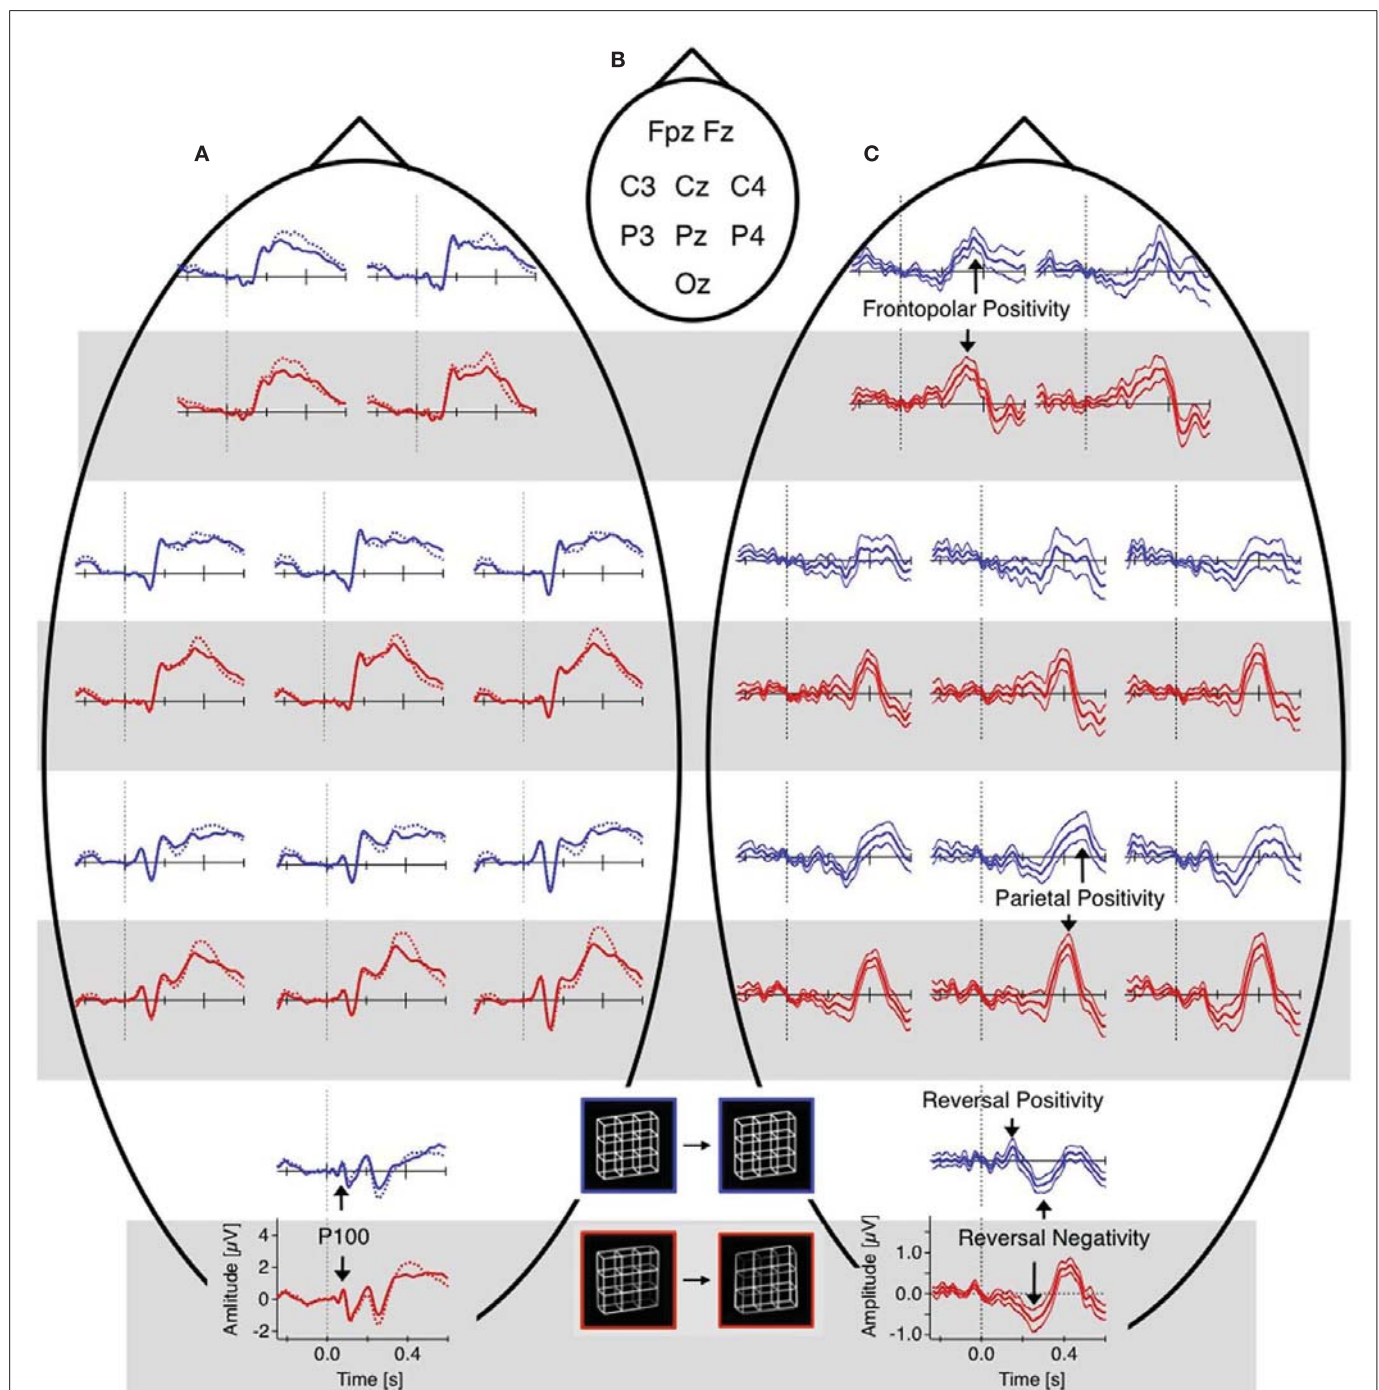 B
A
C
Fpz Fz
C3 Cz C4
P3 Pz P4
Oz
Frontopolar Positivity
Parietal Positivity
Reversal Positivity
P100
Reversal Negativity
Amlitude [µV]
4
2
0
-2
0.0 0.4
Time [s]
Amplitude [µV]
1.0
0.0
-1.0
0.0 0.4
Time [s]